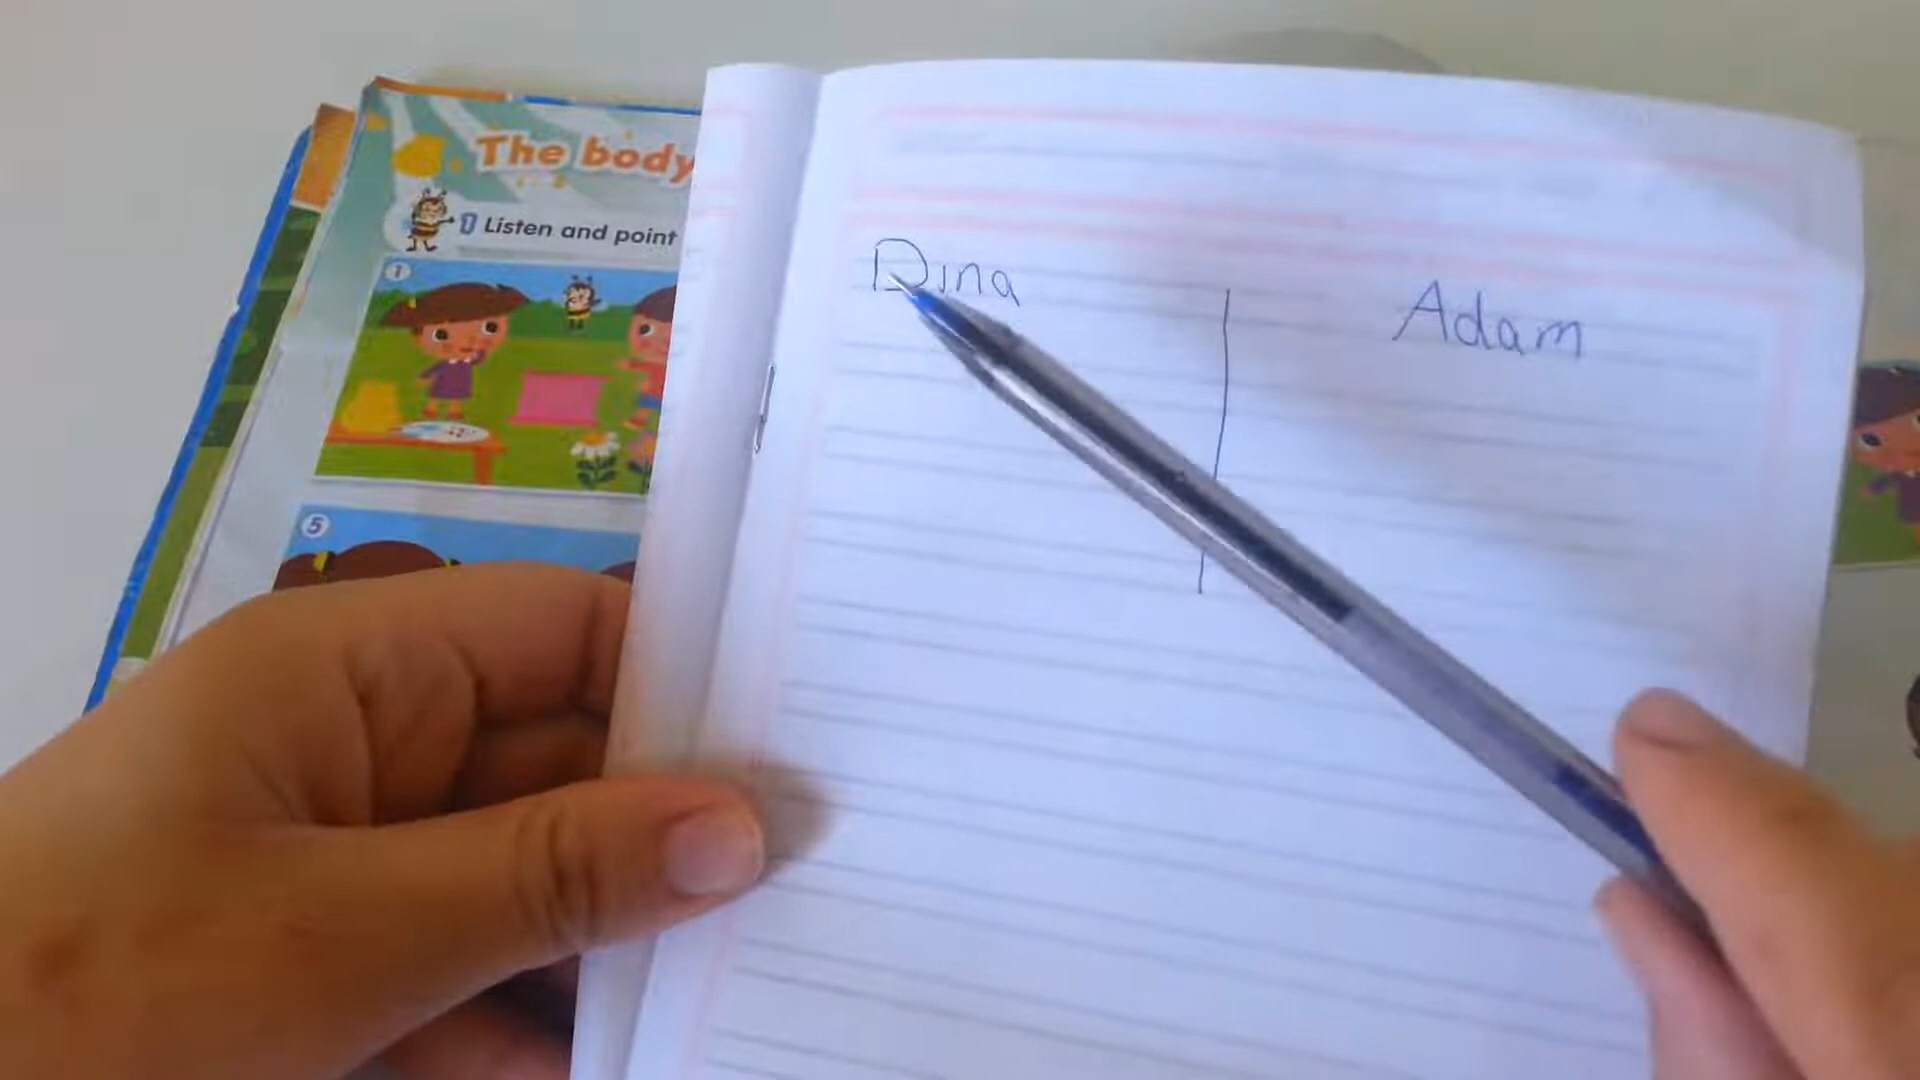 The body
1 Listen and point
1
5
Dina
Adam